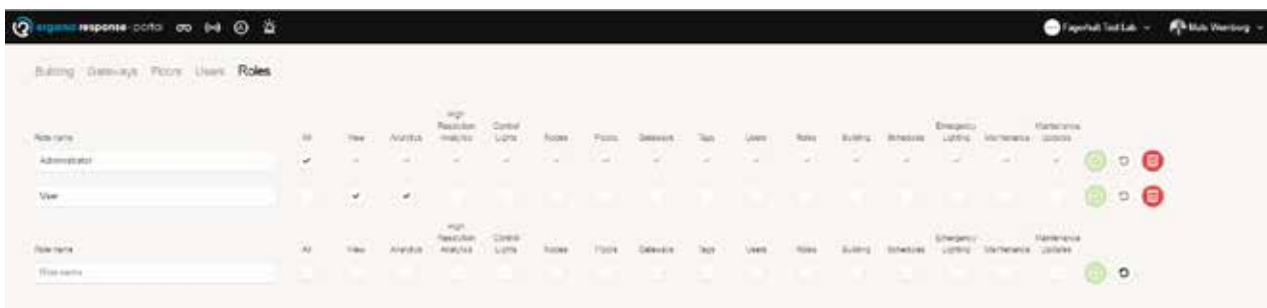 organic response portal Fagerhult Test Lab
Building Gateways Floors Users Roles
Role name All View Analytics High Resolution Analytics Control Lights Nodes Floors Gateways Tags Users Roles Building Schedules Emergency Lighting Maintenance Maintenance Updates
Administrator
User
Role name All View Analytics High Resolution Analytics Control Lights Nodes Floors Gateways Tags Users Roles Building Schedules Emergency Lighting Maintenance Maintenance Updates
Role name